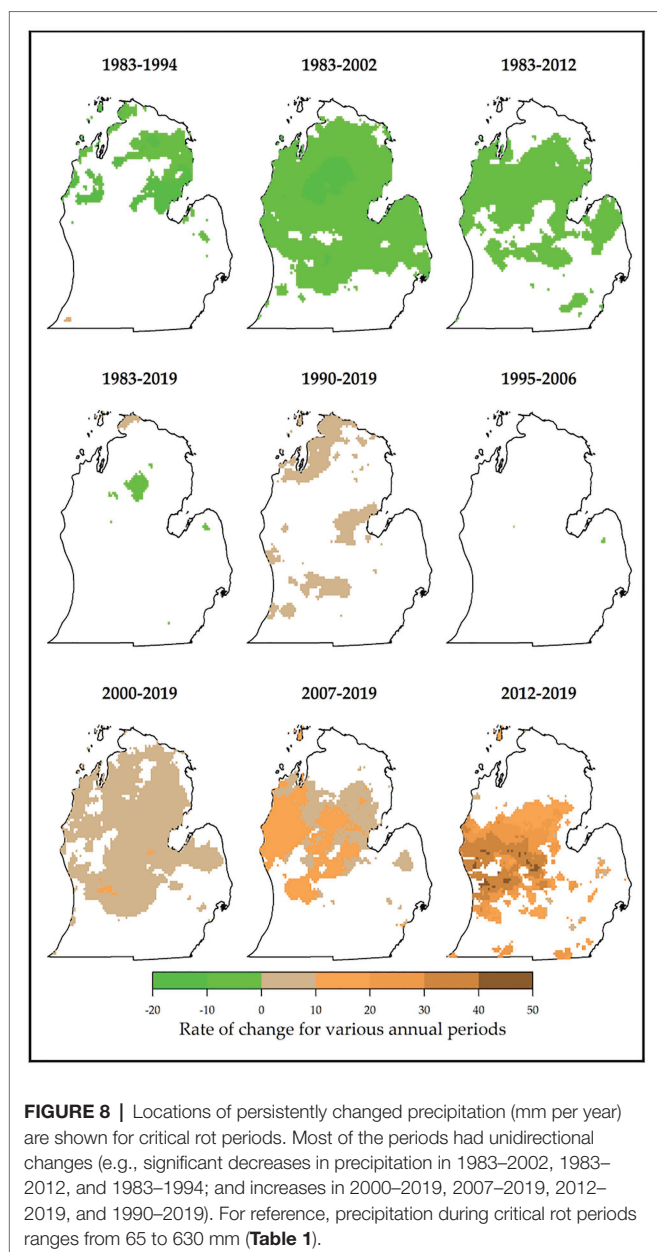 1983-1994 1983-2002 1983-2012
1983-2019 1990-2019 1995-2006
2000-2019 2007-2019 2012-2019
-20 -10 0 10 20 30 40 50
Rate of change for various annual periods
FIGURE 8 | Locations of persistently changed precipitation (mm per year)
are shown for critical rot periods. Most of the periods had unidirectional
changes (e.g., significant decreases in precipitation in 1983–2002, 1983–
2012, and 1983–1994; and increases in 2000–2019, 2007–2019, 2012–
2019, and 1990–2019). For reference, precipitation during critical rot periods
ranges from 65 to 630 mm (Table 1).